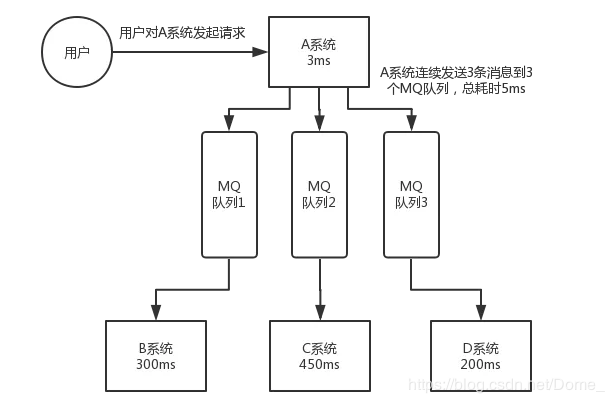 用户
用户对A系统发起请求
A系统
3ms
A系统连续发送3条消息到3
个MQ队列，总耗时5ms
MQ
队列1
MQ
队列2
MQ
队列3
B系统
300ms
C系统
450ms
D系统
200ms
https://blog.csdn.net/Dome_